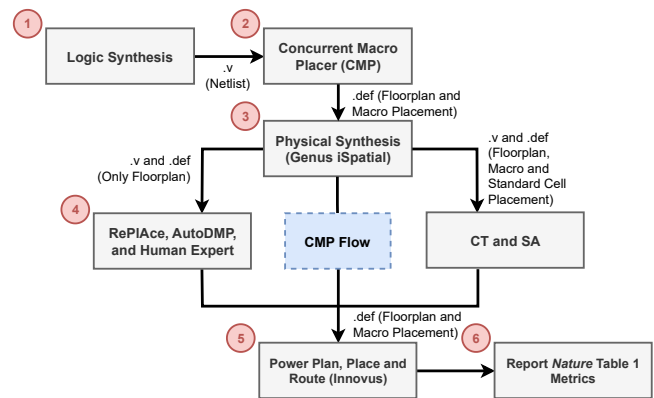 1
Logic Synthesis
.v
(Netlist)
2
Concurrent Macro
Placer (CMP)
.def (Floorplan and
Macro Placement)
3
Physical Synthesis
(Genus iSpatial)
.v and .def
(Only Floorplan)
.v and .def
(Floorplan,
Macro and
Standard Cell
Placement)
4
RePlAce, AutoDMP,
and Human Expert
CMP Flow
CT and SA
.def (Floorplan and
Macro Placement)
5
Power Plan, Place and
Route (Innovus)
6
Report Nature Table 1
Metrics